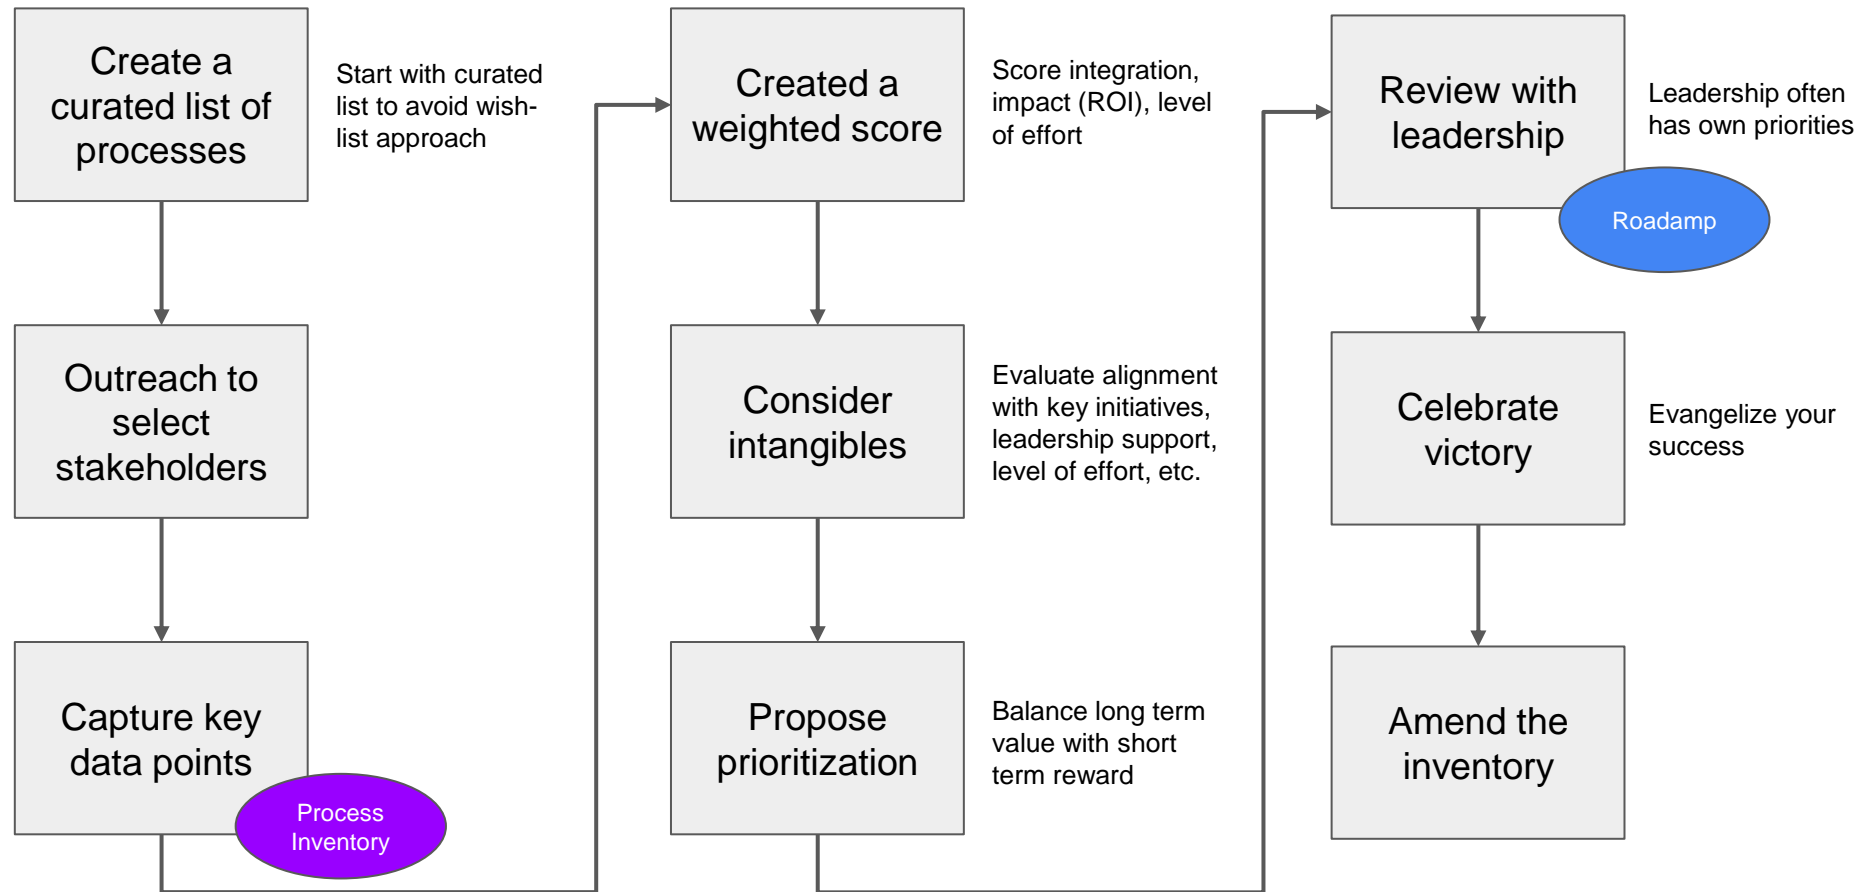 Create a
curated list of
processes
Start with curated
list to avoid wish-
list approach
Outreach to
select
stakeholders
Capture key
data points
Process
Inventory
Created a
weighted score
Score integration,
impact (ROI), level
of effort
Consider
intangibles
Evaluate alignment
with key initiatives,
leadership support,
level of effort, etc.
Propose
prioritization
Balance long term
value with short
term reward
Review with
leadership
Leadership often
has own priorities
Roadamp
Celebrate
victory
Evangelize your
success
Amend the
inventory